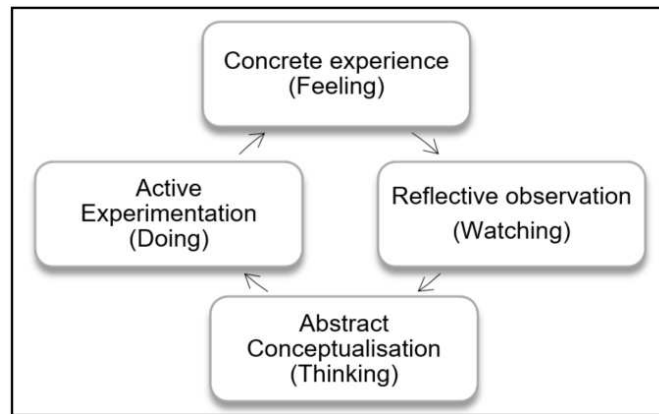 Concrete experience
(Feeling)
Active
Experimentation
(Doing)
Reflective observation
(Watching)
Abstract
Conceptualisation
(Thinking)